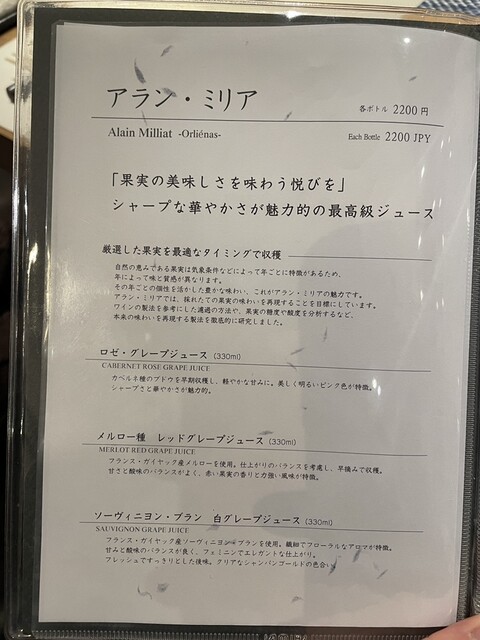 アラン・ミリア
各ボトル 2200円
Alain Milliat -Orliénas-
Each Bottle 2200 JPY
「果実の美味しさを味わう悦びを」
シャープな華やかさが魅力的の最高級ジュース
厳選した果実を最適なタイミングで収穫
自然の恵みである果実は気象条件などによって年ごとに特徴があるため、
年によって味と質感が異なります。
その年ごとの個性を活かした豊かな味わい、これがアラン・ミリアの魅力です。
アラン・ミリアでは、採れたての果実の味わいを再現することを目標にしています。
ワインの製法を参考にした濾過の方法や、果実の糖度や酸度を分析するなど、
本来の味わいを再現する製法を徹底的に研究しました。
ロゼ・グレープジュース (330ml)
CABERNET ROSE GRAPE JUICE
カベルネ種のブドウを早期収穫し、軽やかな甘みに。美しく明るいピンク色が特徴。
シャープさと華やかさが魅力的。
メルロー種 レッドグレープジュース (330ml)
MERLOT RED GRAPE JUICE
フランス・ガイヤック産メルローを使用。仕上がりのバランスを考慮し、早摘みで収穫。
甘さと酸味のバランスがよく、赤い果実の香りと力強い風味が特徴。
ソーヴィニヨン・ブラン 白グレープジュース (330ml)
SAUVIGNON GRAPE JUICE
フランス・ガイヤック産ソーヴィニヨン・ブランを使用。繊細でフローラルなアロマが特徴。
甘みと酸味のバランスが良く、フェミニンでエレガントな仕上がり。
フレッシュですっきりとした後味。クリアなシャンパンゴールドの色合い。